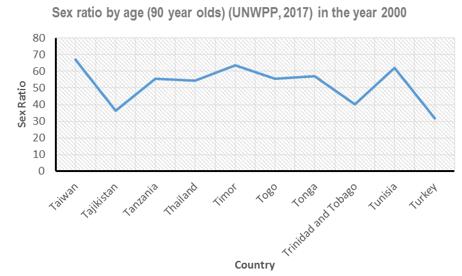 Sex ratio by age (90 year olds) (UNWPP, 2017) in the year 2000
80
70
60
50
40
30
20
10
0
Sex Ratio
Taiwan
Tajikistan
Tanzania
Thailand
Timor
Togo
Tonga
Trinidad and Tobago
Tunisia
Turkey
Country